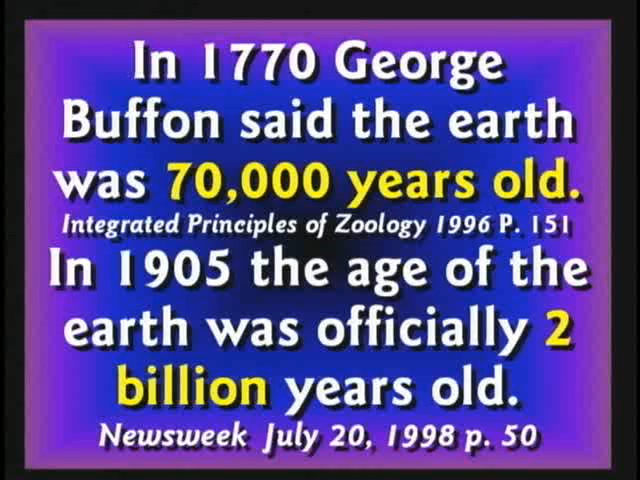 In 1770 George
Buffon said the earth
was 70,000 years old.
Integrated Principles of Zoology 1996 P. 151
In 1905 the age of the
earth was officially 2
billion years old.
Newsweek July 20, 1998 p. 50